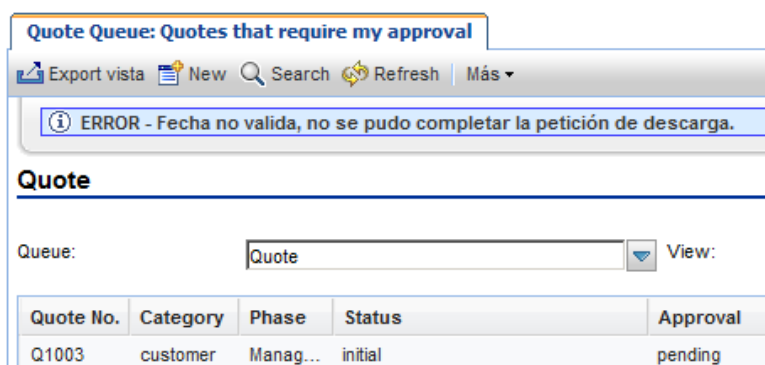 Quote Queue: Quotes that require my approval
Export vista New Search Refresh Más
ERROR - Fecha no valida, no se pudo completar la petición de descarga.
Quote
Queue: Quote View:
Quote No. Category Phase Status Approval
Q1003 customer Manag... initial pending